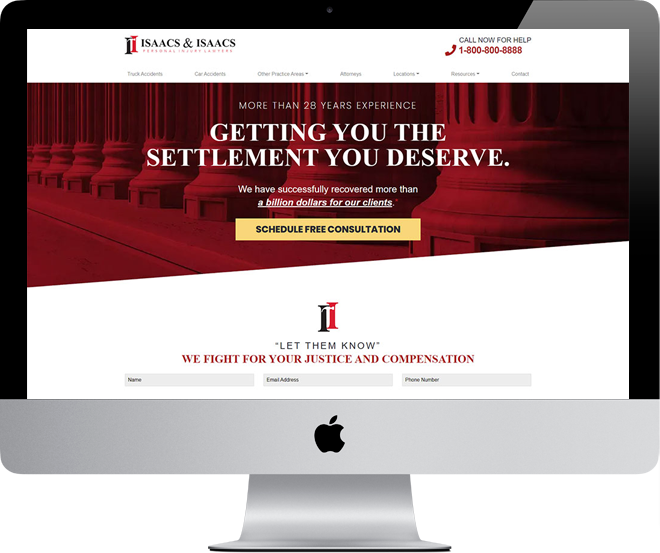 ISAACS & ISAACS
PERSONAL INJURY LAWYERS
CALL NOW FOR HELP
1-800-800-8888
Truck Accidents Car Accidents Other Practice Areas Attorneys Locations Resources Contact
MORE THAN 28 YEARS EXPERIENCE
GETTING YOU THE
SETTLEMENT YOU DESERVE.
We have successfully recovered more than
a billion dollars for our clients.
SCHEDULE FREE CONSULTATION
“LET THEM KNOW”
WE FIGHT FOR YOUR JUSTICE AND COMPENSATION
Name Email Address Phone Number